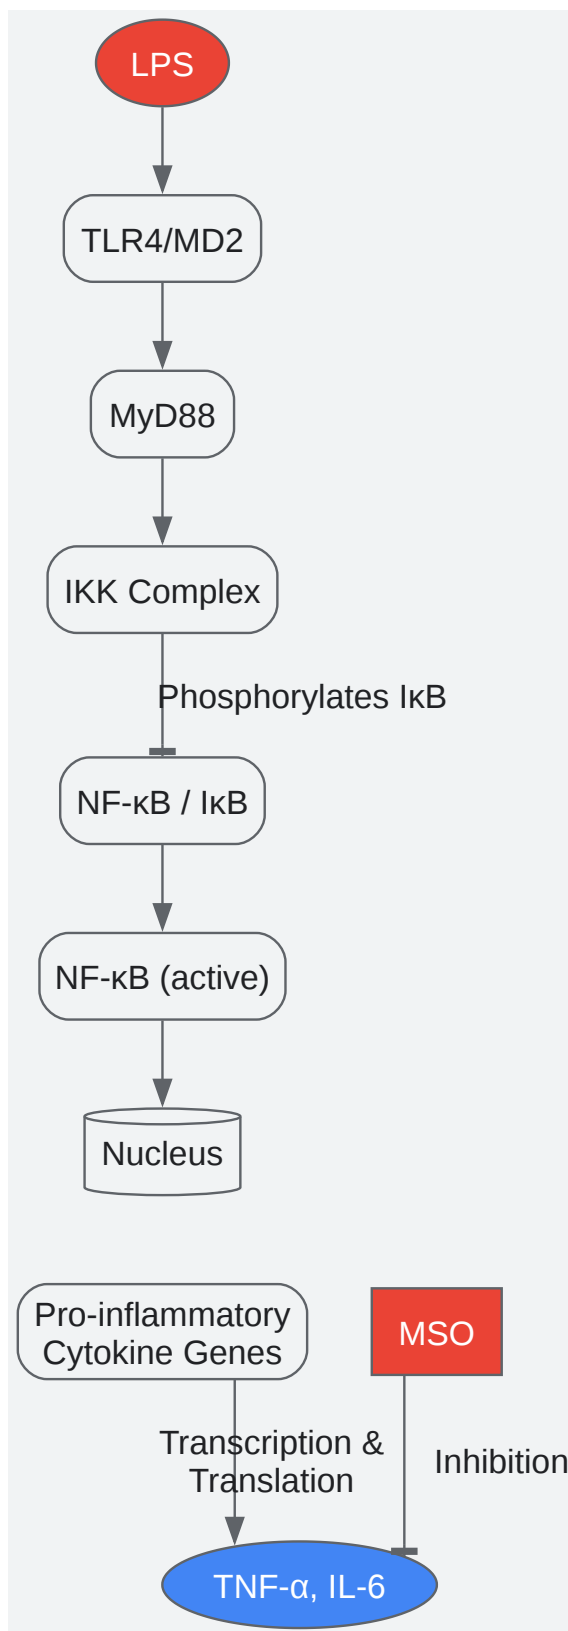 LPS
TLR4/MD2
MyD88
IKK Complex
Phosphorylates IκB
NF-κB / IκB
NF-κB (active)
Nucleus
Pro-inflammatory
Cytokine Genes
MSO
Transcription &
Translation
Inhibition
TNF-α, IL-6